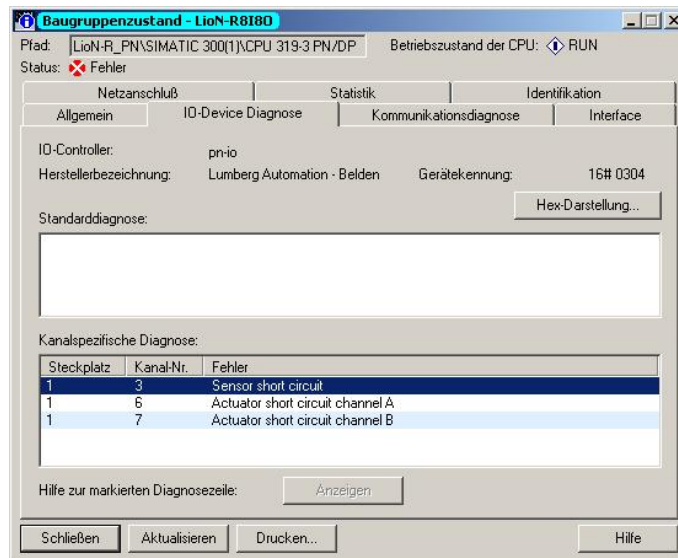 Baugruppenzustand - LioN-R8I8O
Pfad: LioN-R_PN\SIMATIC 300(1)\CPU 319-3 PN/DP Betriebszustand der CPU: RUN
Status: Fehler
Netzanschluß Statistik Identifikation
Allgemein IO-Device Diagnose Kommunikationsdiagnose Interface
IO-Controller: pn-io
Herstellerbezeichnung: Lumberg Automation - Belden Gerätekennung: 16# 0304
Hex-Darstellung...
Standarddiagnose:
Kanalspezifische Diagnose:
Steckplatz Kanal-Nr. Fehler
1 3 Sensor short circuit
1 6 Actuator short circuit channel A
1 7 Actuator short circuit channel B
Hilfe zur markierten Diagnosezeile: Anzeigen
Schließen Aktualisieren Drucken... Hilfe